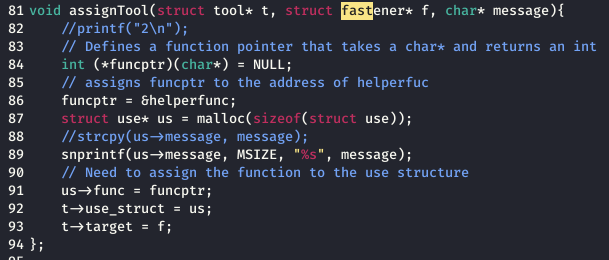 81 void assignTool(struct tool* t, struct fastener* f, char* message){
82     //printf("2\n");
83     // Defines a function pointer that takes a char* and returns an int
84     int (*funcptr)(char*) = NULL;
85     // assigns funcptr to the address of helperfuc
86     funcptr = &helperfunc;
87     struct use* us = malloc(sizeof(struct use));
88     //strcpy(us->message, message);
89     snprintf(us->message, MSIZE, "%s", message);
90     // Need to assign the function to the use structure
91     us->func = funcptr;
92     t->use_struct = us;
93     t->target = f;
94 };